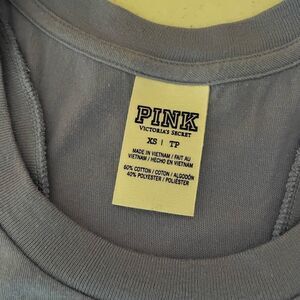 PINK
VICTORIA'S SECRET
XS | TP
MADE IN VIETNAM / FAIT AU
VIETNAM / HECHO EN VIETNAM
60% COTTON / COTON / ALGODÓN
40% POLYESTER / POLIÉSTER